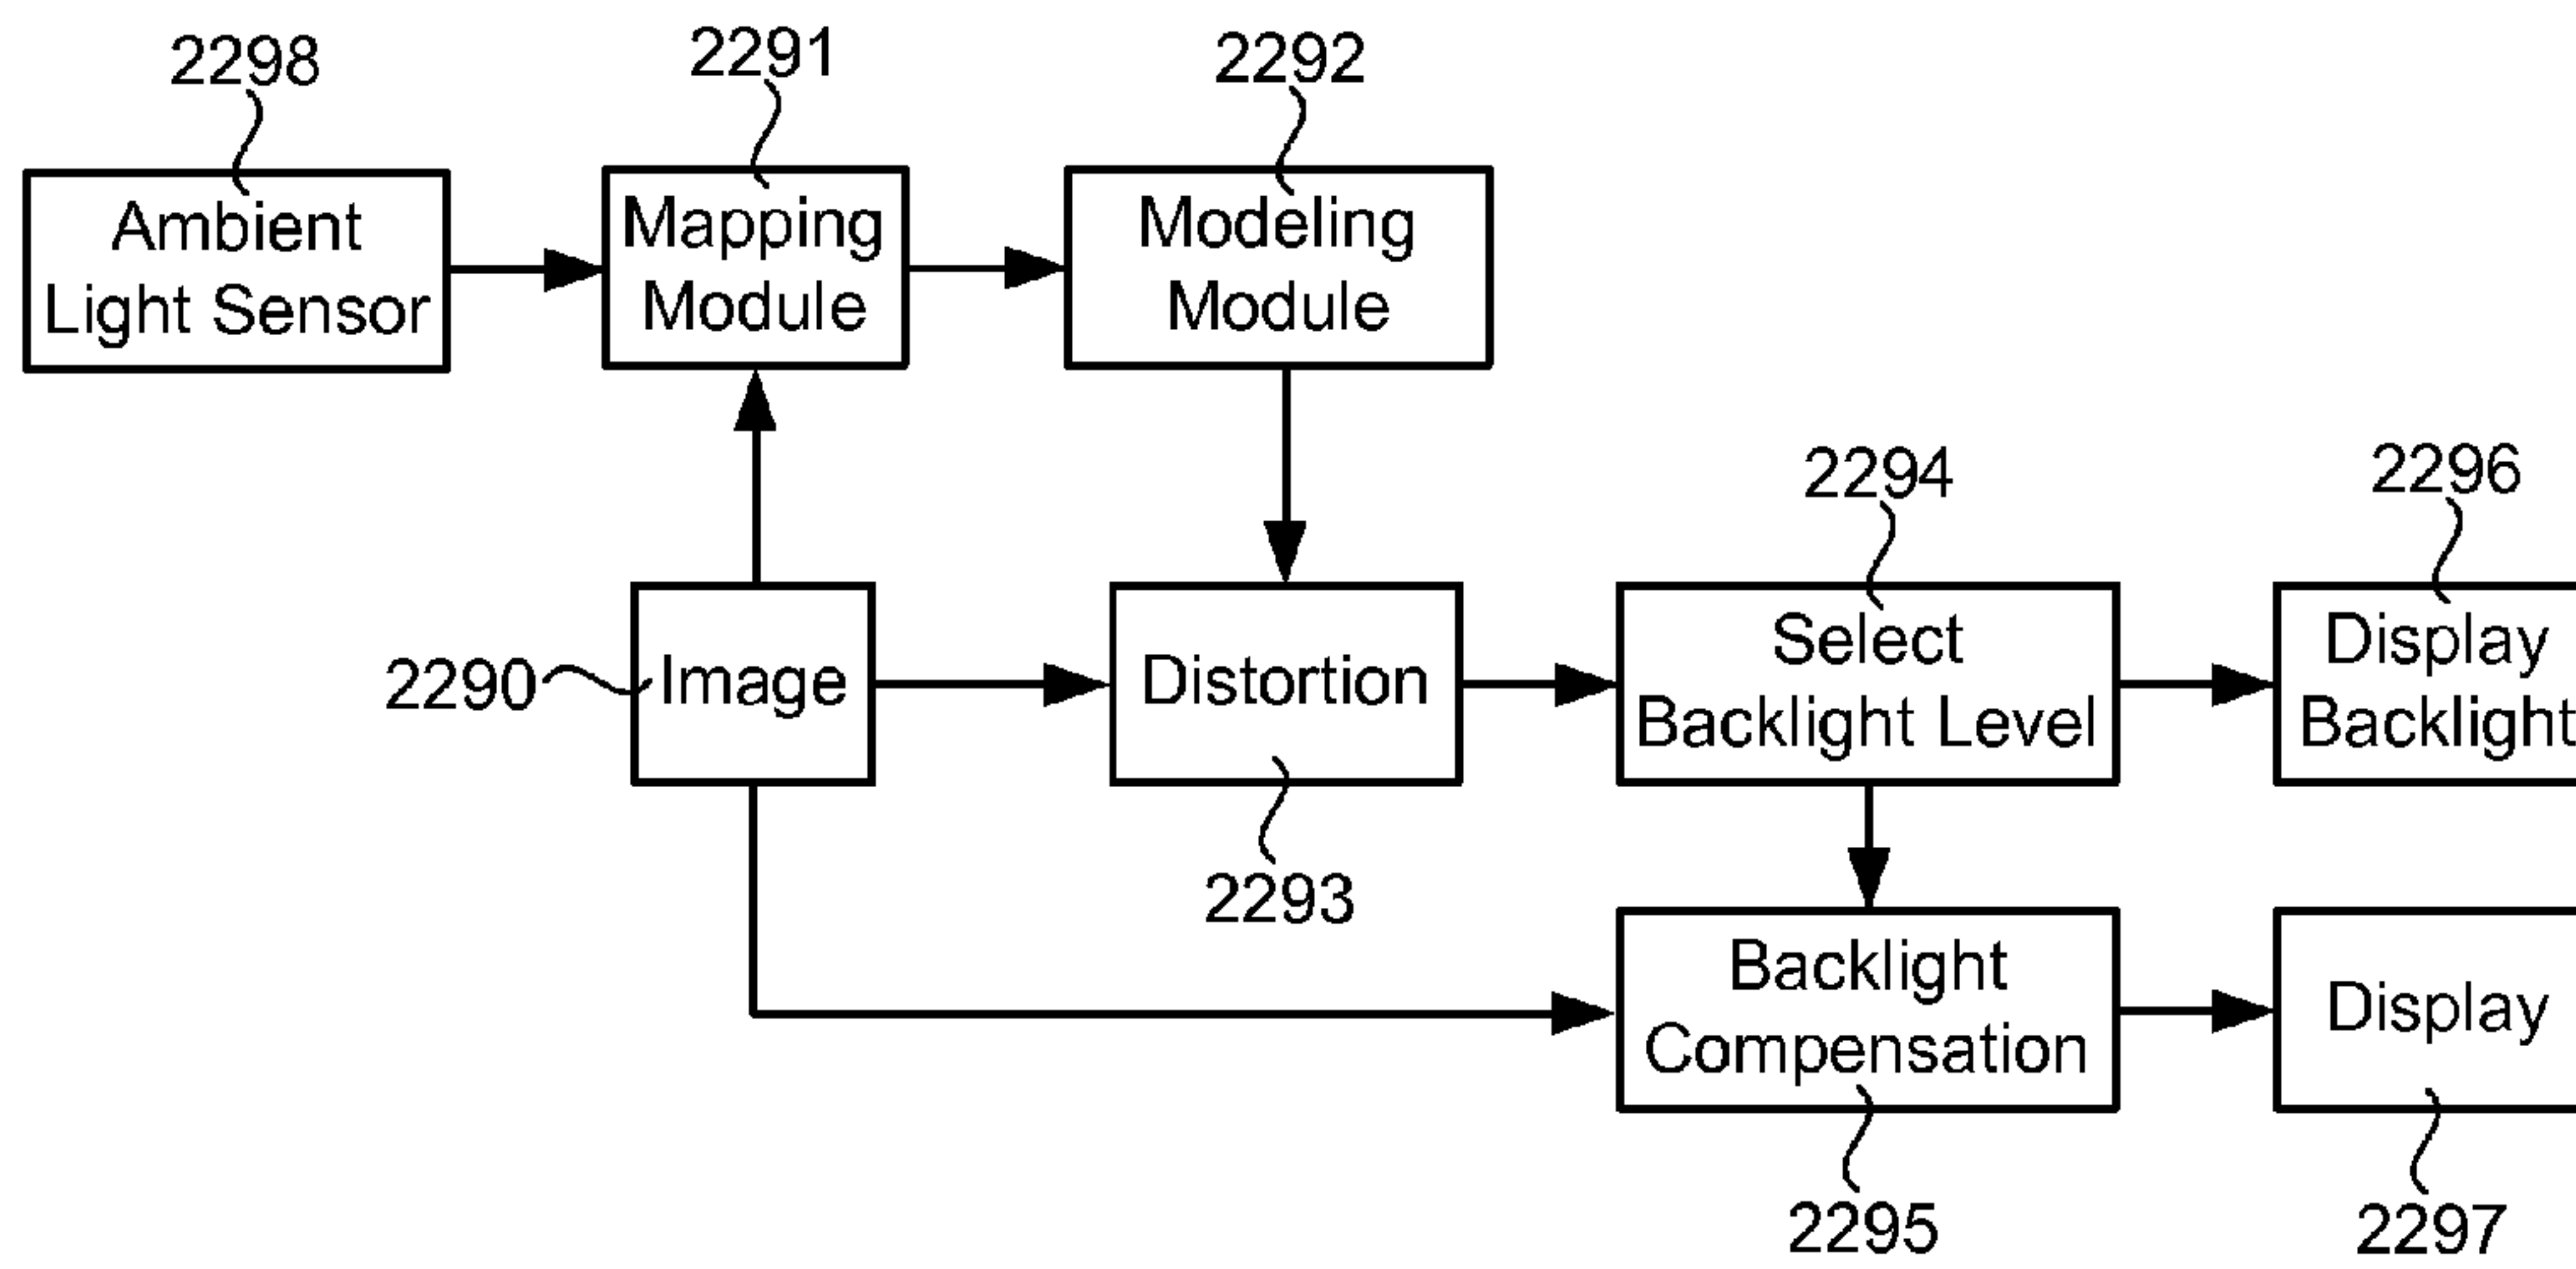 2298
2291
2292
Ambient
Light Sensor
Mapping
Module
Modeling
Module
2294
2296
2290
Image
Distortion
Select
Backlight Level
Display
Backlight
2293
Backlight
Compensation
Display
2295
2297